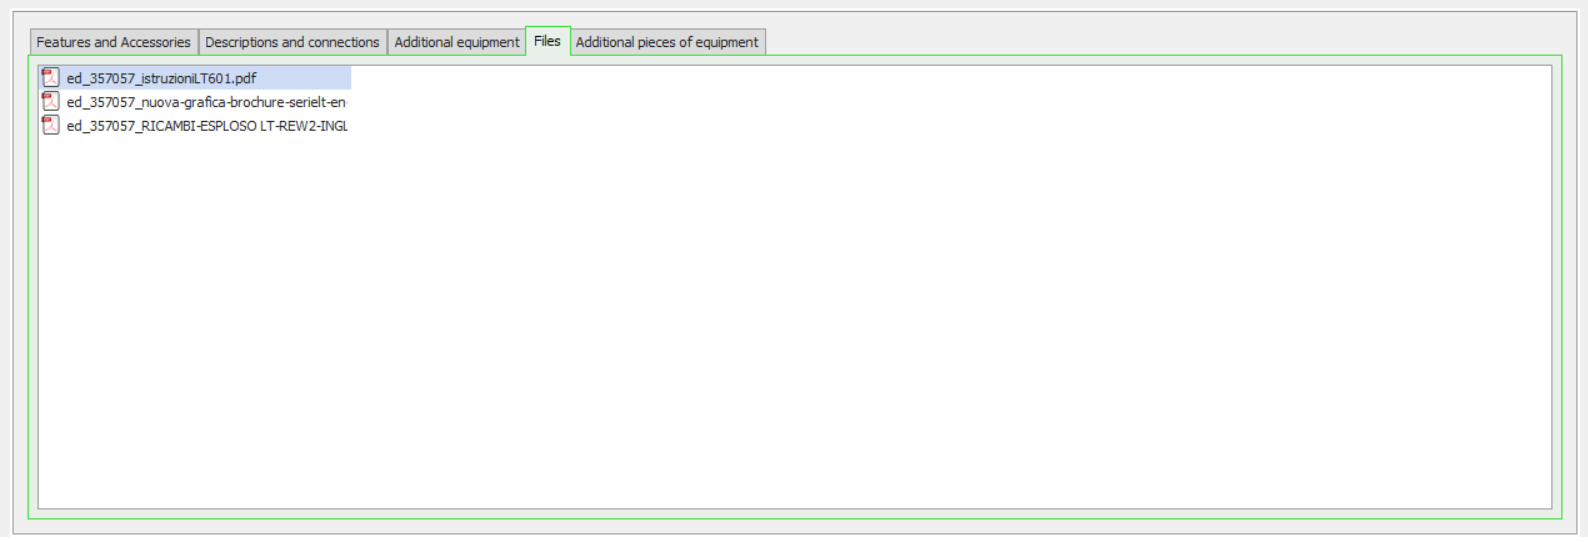 Features and Accessories Descriptions and connections Additional equipment Files Additional pieces of equipment
ed_357057_istruzioniLT601.pdf
ed_357057_nuova-grafica-brochure-serielt-en
ed_357057_RICAMBI-ESPLOSO LT-REW2-INGL